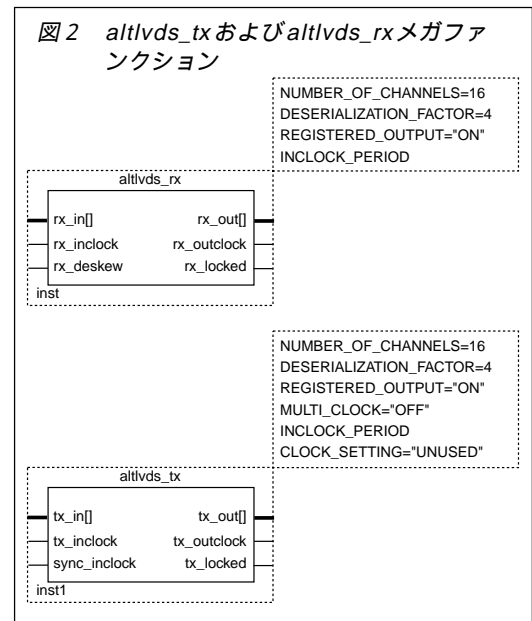 図2 altlvds_txおよびaltlvds_rxメガファ
ンクション
NUMBER_OF_CHANNELS=16
DESERIALIZATION_FACTOR=4
REGISTERED_OUTPUT="ON"
INCLOCK_PERIOD
altlvds_rx
rx_in[] rx_out[]
rx_inclock rx_outclock
rx_deskew rx_locked
inst
NUMBER_OF_CHANNELS=16
DESERIALIZATION_FACTOR=4
REGISTERED_OUTPUT="ON"
MULTI_CLOCK="OFF"
INCLOCK_PERIOD
CLOCK_SETTING="UNUSED"
altlvds_tx
tx_in[] tx_out[]
tx_inclock tx_outclock
sync_inclock tx_locked
inst1